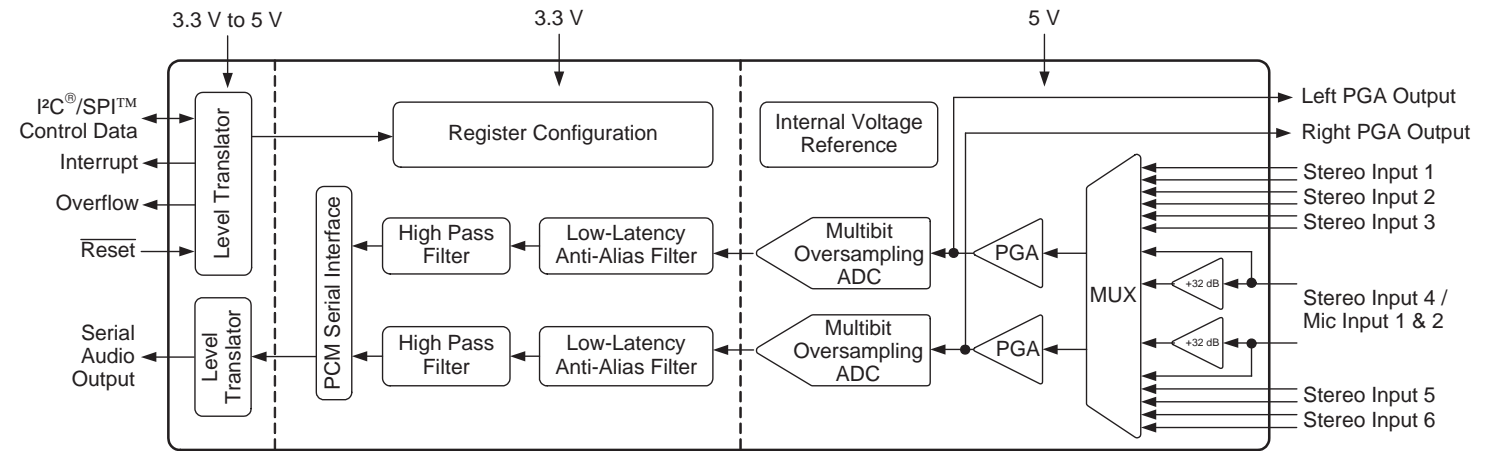 3.3 V to 5 V
3.3 V
5 V
I²C®/SPI™
Control Data
Interrupt
Overflow
Reset
Serial
Audio
Output
Level Translator
Level
Translator
Register Configuration
PCM Serial Interface
High Pass
Filter
Low-Latency
Anti-Alias Filter
High Pass
Filter
Low-Latency
Anti-Alias Filter
Internal Voltage
Reference
Multibit
Oversampling
ADC
Multibit
Oversampling
ADC
PGA
PGA
MUX
+32 dB
+32 dB
Left PGA Output
Right PGA Output
Stereo Input 1
Stereo Input 2
Stereo Input 3
Stereo Input 4 /
Mic Input 1 & 2
Stereo Input 5
Stereo Input 6